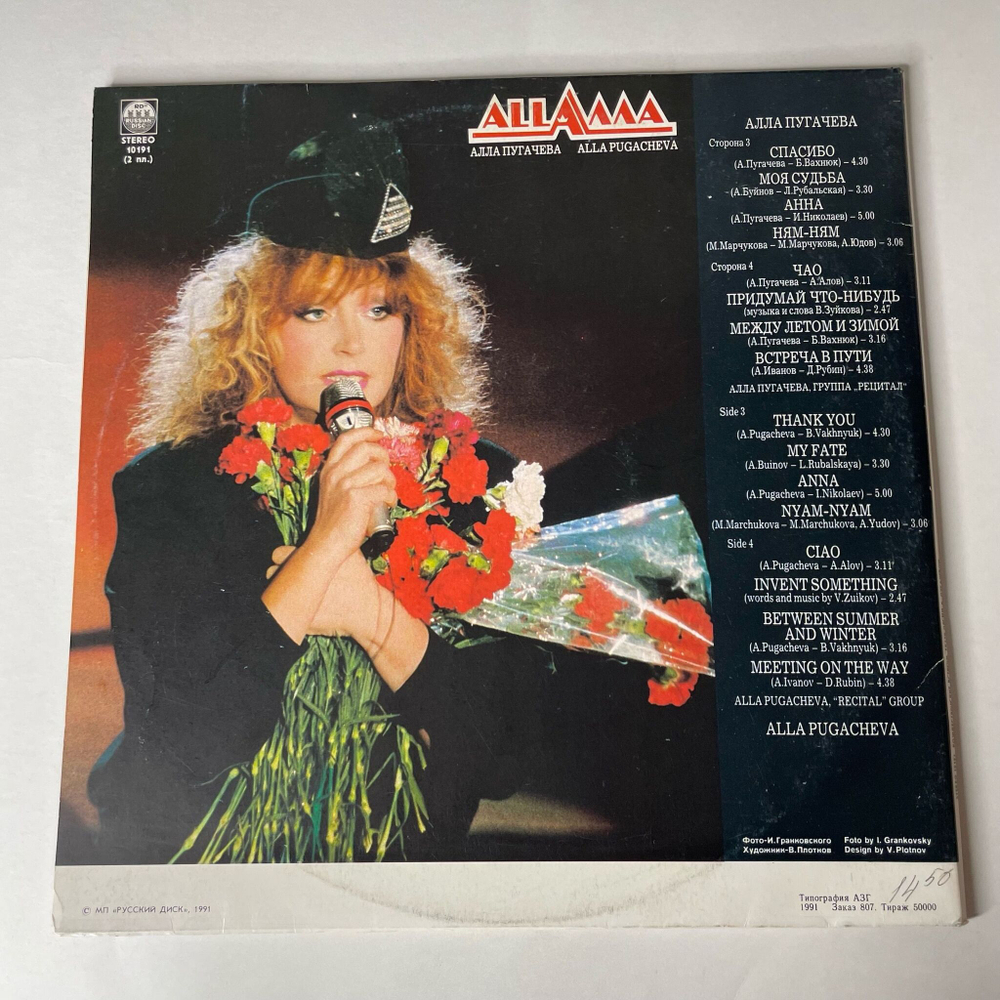 RD
RUSSIAN
DISC
STEREO
10191
(2 пл.)
ALLAлла
АЛЛА ПУГАЧЕВА ALLA PUGACHEVA
АЛЛА ПУГАЧЕВА
Сторона 3
СПАСИБО
(А.Пугачева – Б.Вахнюк) – 4.30
МОЯ СУДЬБА
(А.Буйнов – Л.Рубальская) – 3.30
АННА
(А.Пугачева – И.Николаев) – 5.00
НЯМ-НЯМ
(М.Марчукова – М.Марчукова, А.Юдов) – 3.06
Сторона 4
ЧАО
(А.Пугачева – А.Алов) – 3.11
ПРИДУМАЙ ЧТО-НИБУДЬ
(музыка и слова В.Зуйкова) – 2.47
МЕЖДУ ЛЕТОМ И ЗИМОЙ
(А.Пугачева – Б.Вахнюк) – 3.16
ВСТРЕЧА В ПУТИ
(А.Иванов – Д.Рубин) – 4.38
АЛЛА ПУГАЧЕВА, ГРУППА „РЕЦИТАЛ“
Side 3
THANK YOU
(A.Pugacheva – B.Vakhnyuk) – 4.30
MY FATE
(A.Buinov – L.Rubalskaya) – 3.30
ANNA
(A.Pugacheva – I.Nikolaev) – 5.00
NYAM-NYAM
(M.Marchukova – M.Marchukova, A.Yudov) – 3.06
Side 4
CIAO
(A.Pugacheva – A.Alov) – 3.11
INVENT SOMETHING
(words and music by V.Zuikov) – 2.47
BETWEEN SUMMER
AND WINTER
(A.Pugacheva – B.Vakhnyuk) – 3.16
MEETING ON THE WAY
(A.Ivanov – D.Rubin) – 4.38
ALLA PUGACHEVA, “RECITAL” GROUP
ALLA PUGACHEVA
Фото-И.Гранковского Foto by I. Grankovsky
Художник-В.Плотнов Design by V.Plotnov
© МП «РУССКИЙ ДИСК», 1991
Типография АЗГ
1991 Заказ 807. Тираж 50000
14 50